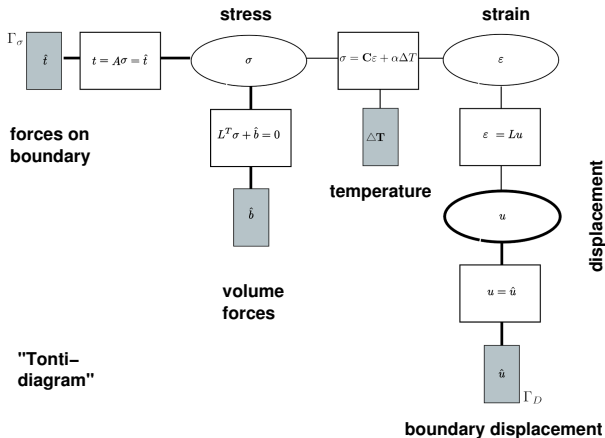 stress
strain
Γσ
t̂
t = Aσ = t̂
σ
σ = Cε + αΔT
ε
forces on
boundary
L^Tσ + b̂ = 0
△T
ε = Lu
temperature
b̂
u
displacement
volume
forces
u = û
"Tonti−
diagram"
û
Γ_D
boundary displacement